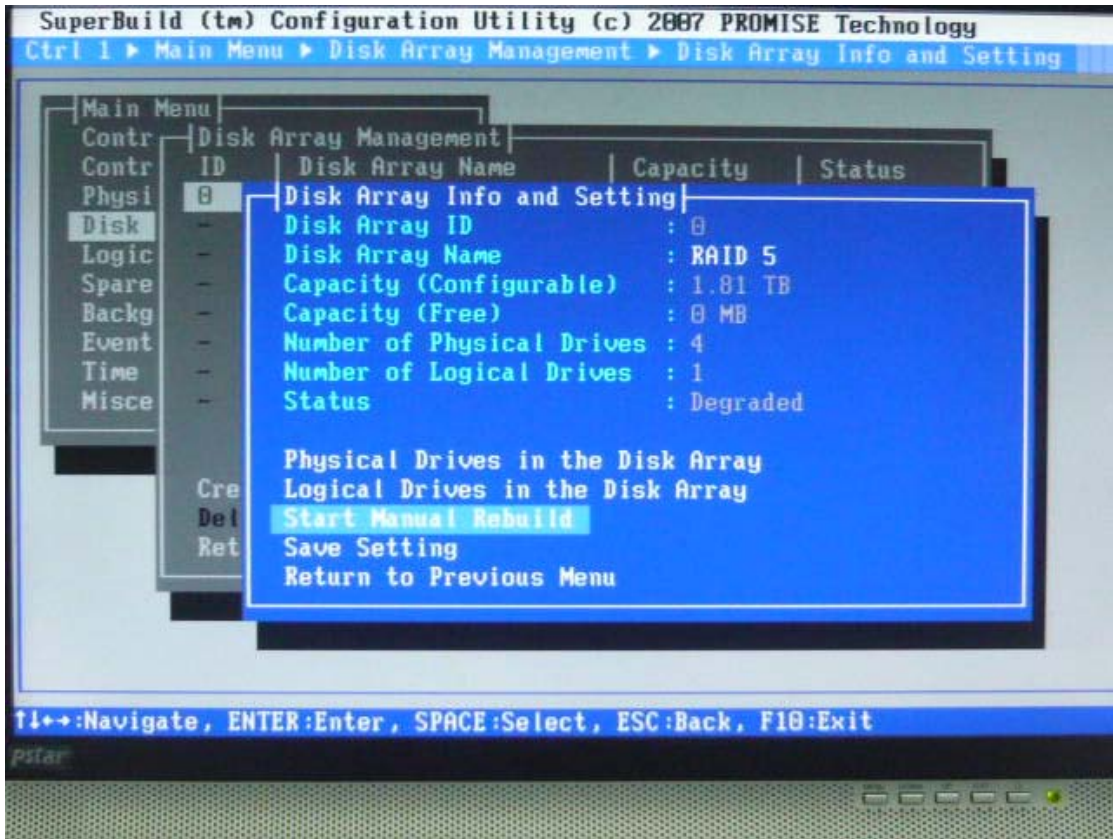 SuperBuild (tm) Configuration Utility (c) 2007 PROMISE Technology
Ctrl 1 ► Main Menu ► Disk Array Management ► Disk Array Info and Setting
Main Menu
Contr
Contr
Physi
Disk
Logic
Spare
Backg
Event
Time
Misce
Disk Array Management
ID | Disk Array Name | Capacity | Status
0
Cre
Del
Ret
Disk Array Info and Setting
Disk Array ID : 0
Disk Array Name : RAID 5
Capacity (Configurable) : 1.81 TB
Capacity (Free) : 0 MB
Number of Physical Drives : 4
Number of Logical Drives : 1
Status : Degraded
Physical Drives in the Disk Array
Logical Drives in the Disk Array
Start Manual Rebuild
Save Setting
Return to Previous Menu
↑↓←→:Navigate, ENTER:Enter, SPACE:Select, ESC:Back, F10:Exit
pstar